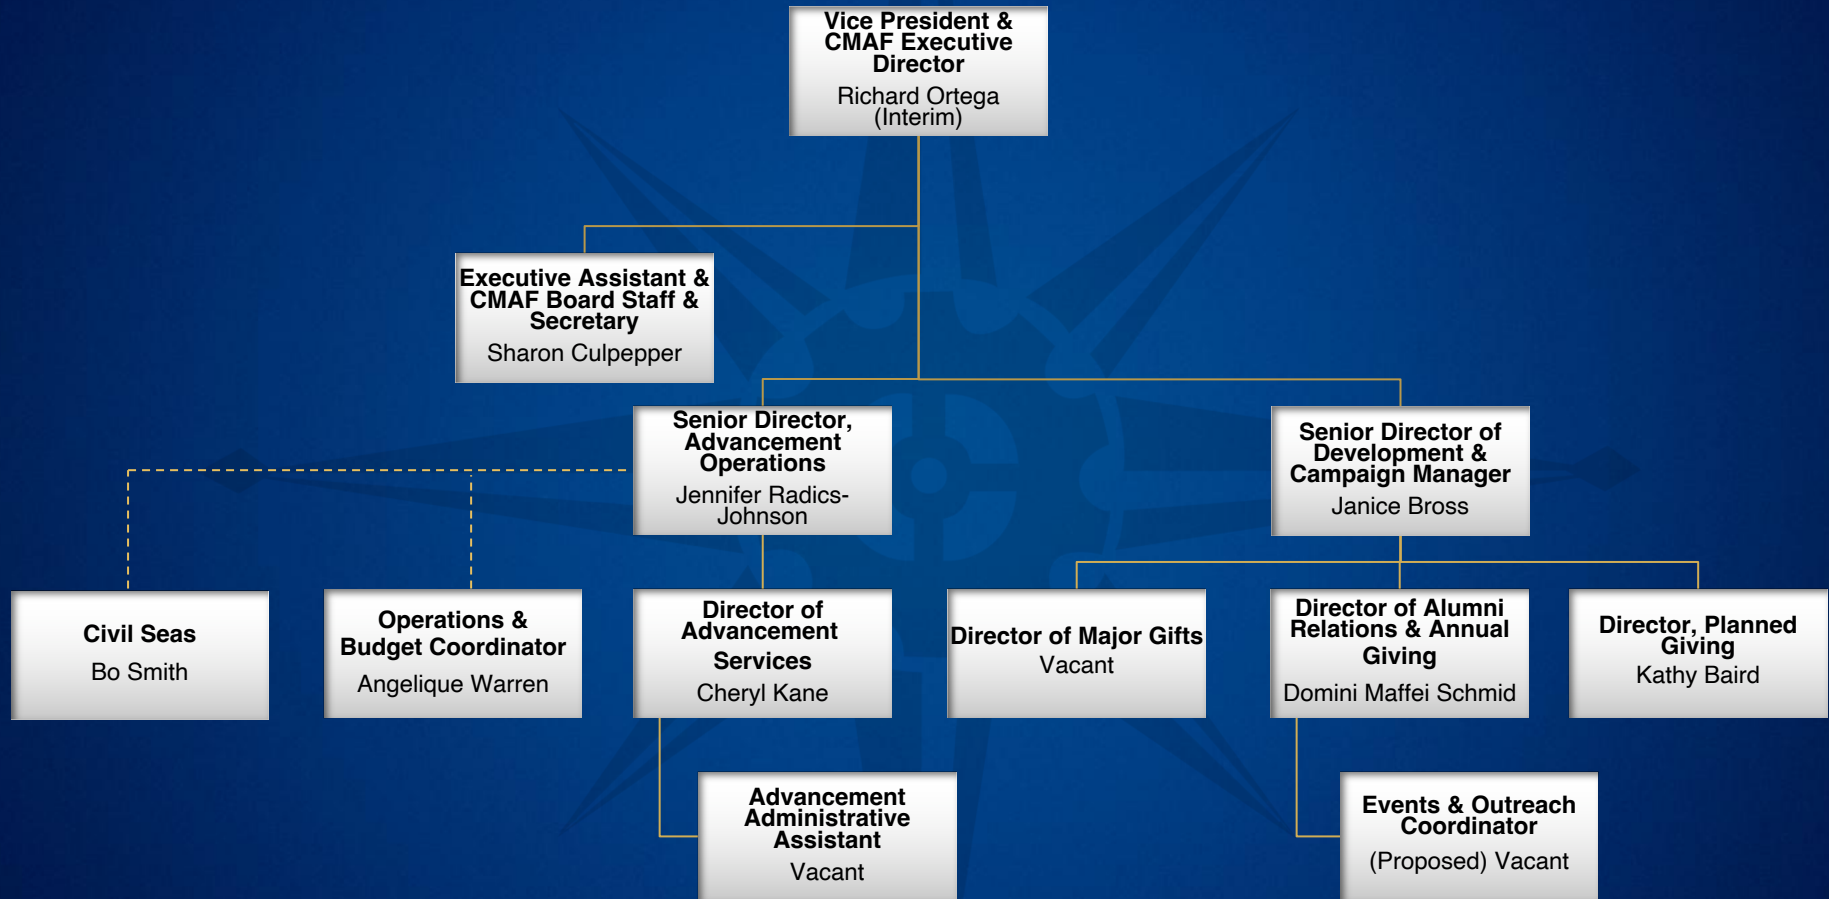 Vice President &
CMAF Executive
Director
Richard Ortega
(Interim)
Executive Assistant &
CMAF Board Staff &
Secretary
Sharon Culpepper
Senior Director,
Advancement
Operations
Jennifer Radics-
Johnson
Senior Director of
Development &
Campaign Manager
Janice Bross
Civil Seas
Bo Smith
Operations &
Budget Coordinator
Angelique Warren
Director of
Advancement
Services
Cheryl Kane
Director of Major Gifts
Vacant
Director of Alumni
Relations & Annual
Giving
Domini Maffei Schmid
Director, Planned
Giving
Kathy Baird
Advancement
Administrative
Assistant
Vacant
Events & Outreach
Coordinator
(Proposed) Vacant